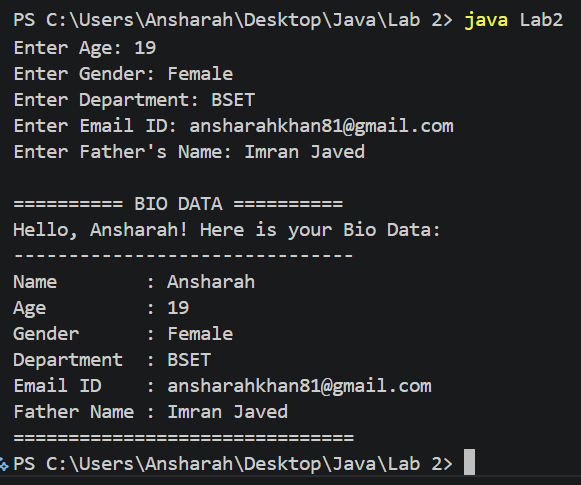 PS C:\Users\Ansharah\Desktop\Java\Lab 2> java Lab2
Enter Age: 19
Enter Gender: Female
Enter Department: BSET
Enter Email ID: ansharahkhan81@gmail.com
Enter Father's Name: Imran Javed
========== BIO DATA ==========
Hello, Ansharah! Here is your Bio Data:
-------------------------------
Name        : Ansharah
Age         : 19
Gender      : Female
Department  : BSET
Email ID    : ansharahkhan81@gmail.com
Father Name : Imran Javed
===============================
PS C:\Users\Ansharah\Desktop\Java\Lab 2>